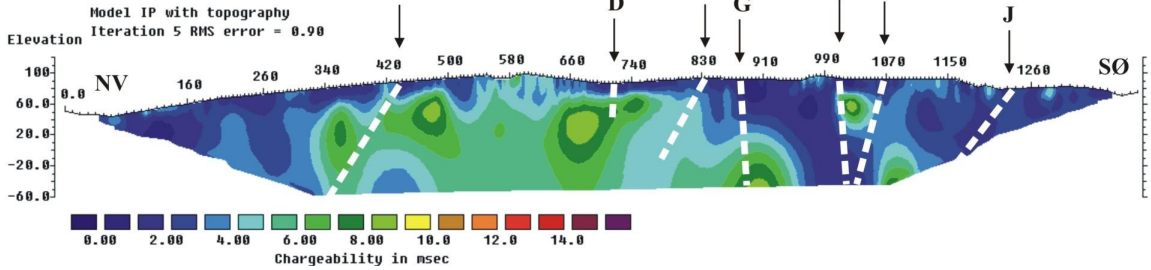 Model IP with topography
Iteration 5 RMS error = 0.90
D
G
J
Elevation
NV
SØ
0.0 160 260 340 420 500 580 660 740 830 910 990 1070 1150 1260
100
60.0
20.0
-20.0
-60.0
0.00 2.00 4.00 6.00 8.00 10.0 12.0 14.0
Chargeability in msec